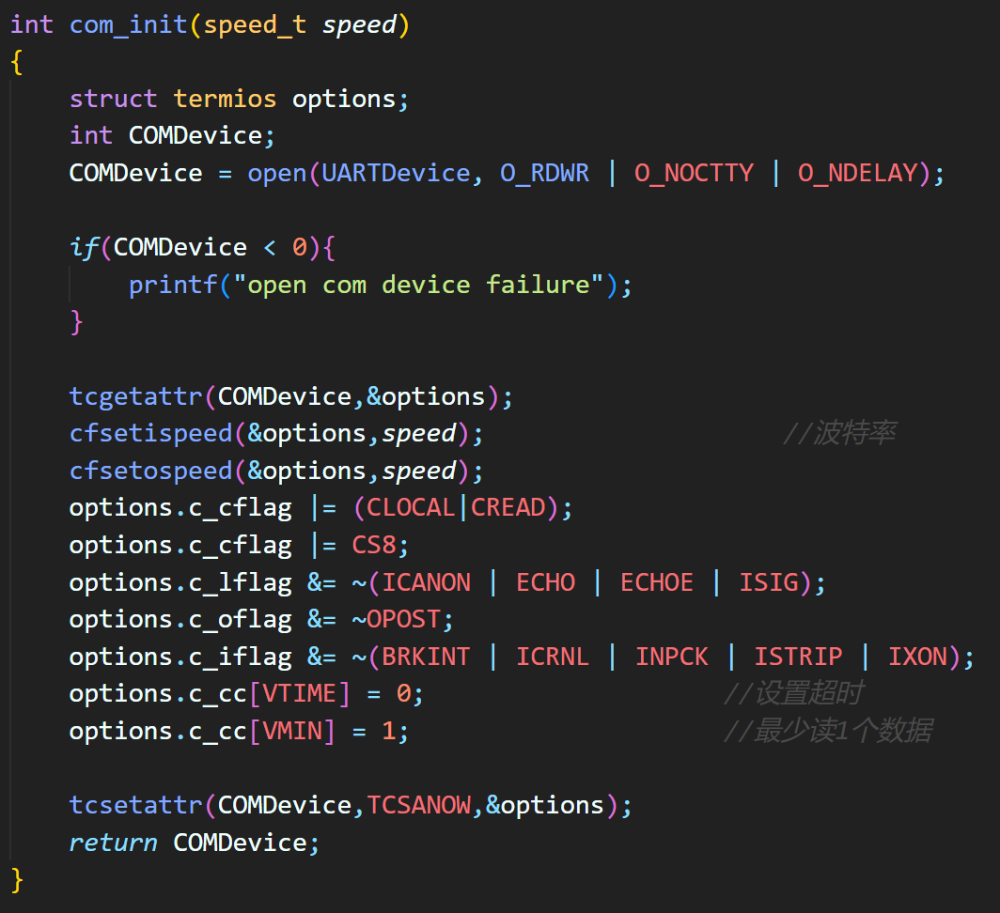 int com_init(speed_t speed)
{
    struct termios options;
    int COMDevice;
    COMDevice = open(UARTDevice, O_RDWR | O_NOCTTY | O_NDELAY);

    if(COMDevice < 0){
        printf("open com device failure");
    }

    tcgetattr(COMDevice,&options);
    cfsetispeed(&options,speed);                    //波特率
    cfsetospeed(&options,speed);
    options.c_cflag |= (CLOCAL|CREAD);
    options.c_cflag |= CS8;
    options.c_lflag &= ~(ICANON | ECHO | ECHOE | ISIG);
    options.c_oflag &= ~OPOST;
    options.c_iflag &= ~(BRKINT | ICRNL | INPCK | ISTRIP | IXON);
    options.c_cc[VTIME] = 0;                    //设置超时
    options.c_cc[VMIN] = 1;                     //最少读1个数据

    tcsetattr(COMDevice,TCSANOW,&options);
    return COMDevice;
}